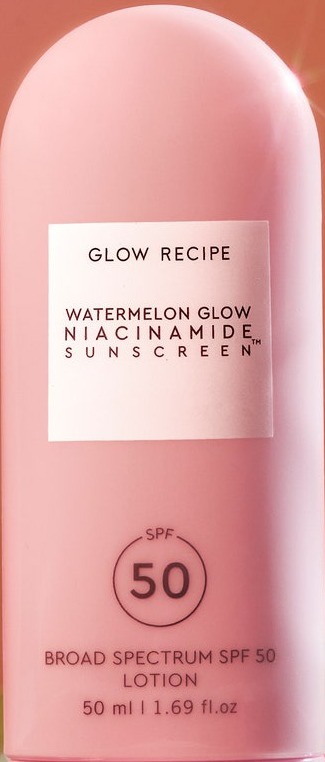 GLOW RECIPE
WATERMELON GLOW
NIACINAMIDE
SUNSCREEN™
SPF
50
BROAD SPECTRUM SPF 50
LOTION
50 ml | 1.69 fl.oz